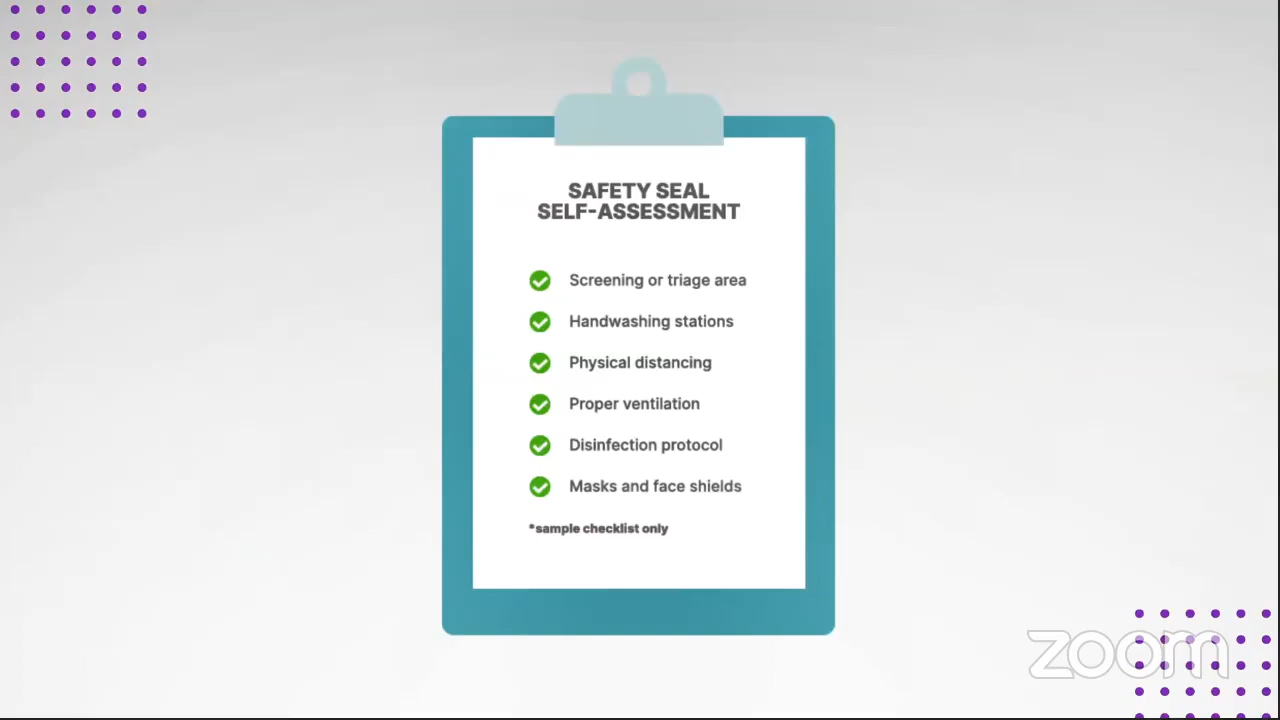 SAFETY SEAL
SELF-ASSESSMENT
Screening or triage area
Handwashing stations
Physical distancing
Proper ventilation
Disinfection protocol
Masks and face shields
*sample checklist only
zoom